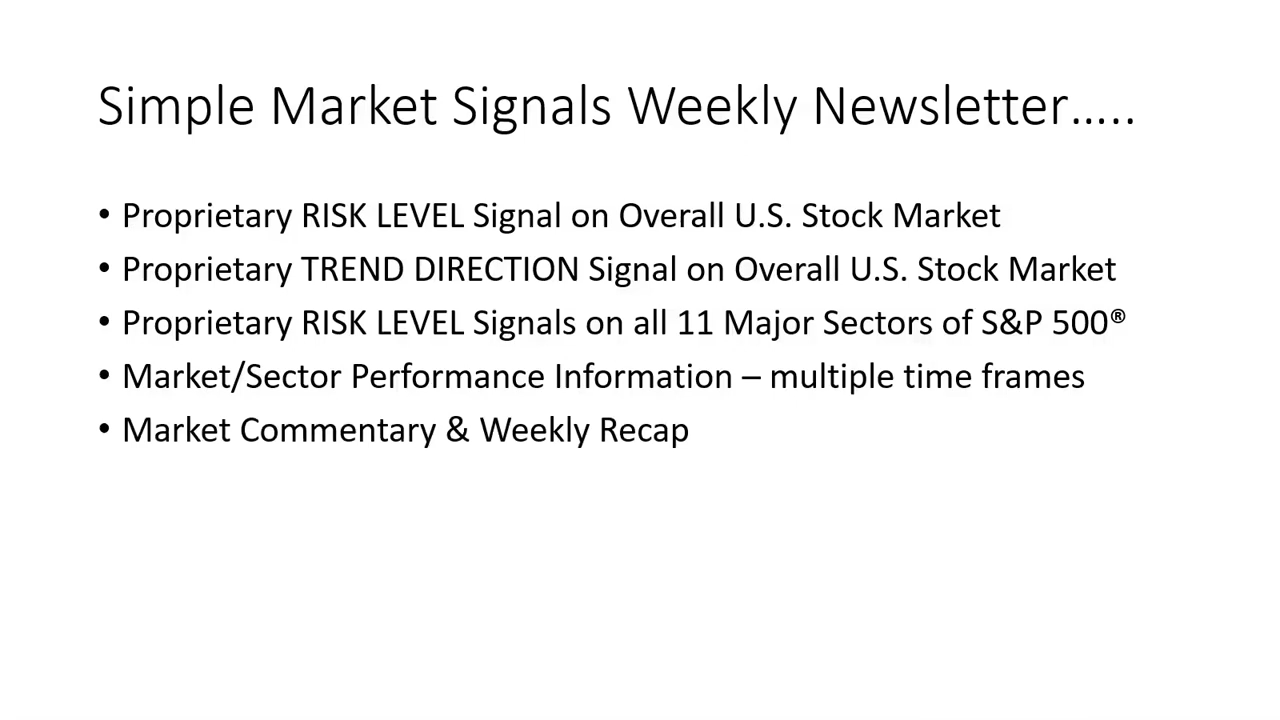 Simple Market Signals Weekly Newsletter…..
• Proprietary RISK LEVEL Signal on Overall U.S. Stock Market
• Proprietary TREND DIRECTION Signal on Overall U.S. Stock Market
• Proprietary RISK LEVEL Signals on all 11 Major Sectors of S&P 500®
• Market/Sector Performance Information – multiple time frames
• Market Commentary & Weekly Recap